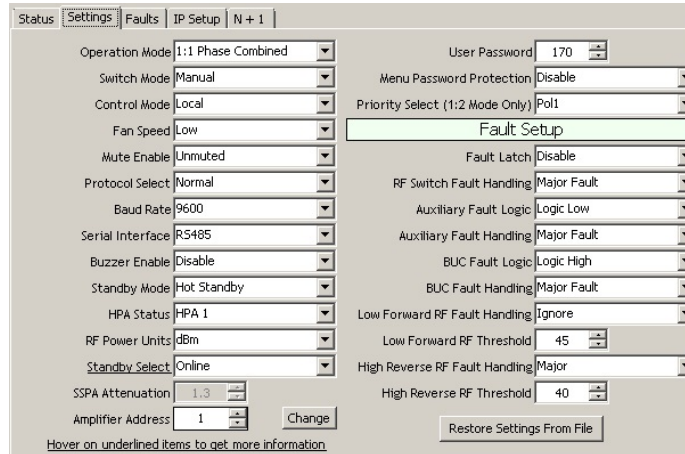 Status Settings Faults IP Setup N + 1
Operation Mode 1:1 Phase Combined
Switch Mode Manual
Control Mode Local
Fan Speed Low
Mute Enable Unmuted
Protocol Select Normal
Baud Rate 9600
Serial Interface RS485
Buzzer Enable Disable
Standby Mode Hot Standby
HPA Status HPA 1
RF Power Units dBm
Standby Select Online
SSPA Attenuation 1.3
Amplifier Address 1 Change
Hover on underlined items to get more information
User Password 170
Menu Password Protection Disable
Priority Select (1:2 Mode Only) Pol1
Fault Setup
Fault Latch Disable
RF Switch Fault Handling Major Fault
Auxiliary Fault Logic Logic Low
Auxiliary Fault Handling Major Fault
BUC Fault Logic Logic High
BUC Fault Handling Major Fault
Low Forward RF Fault Handling Ignore
Low Forward RF Threshold 45
High Reverse RF Fault Handling Major
High Reverse RF Threshold 40
Restore Settings From File